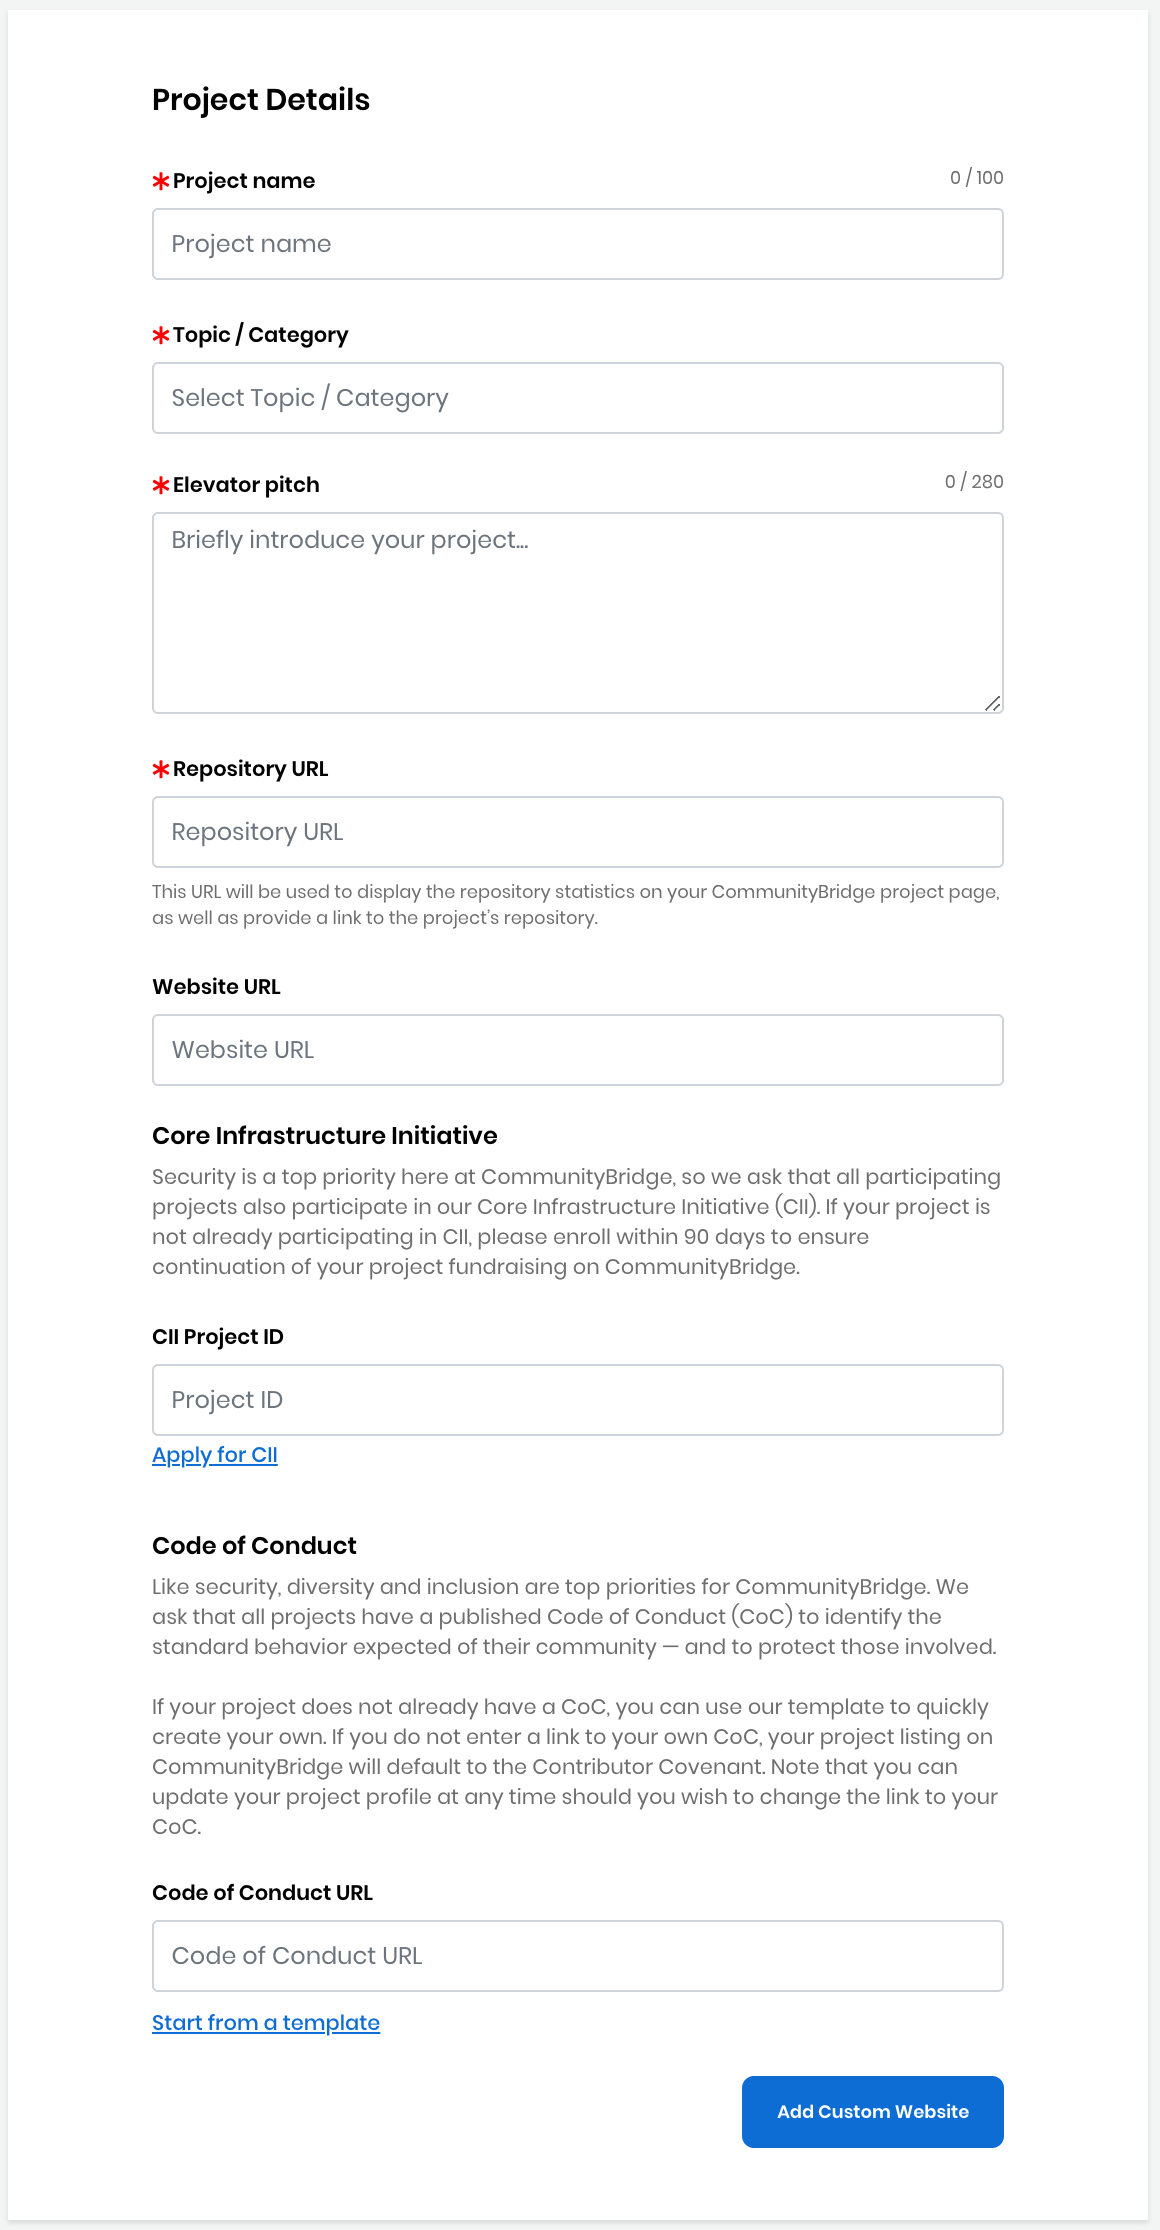 Project Details
*Project name
0 / 100
Project name
*Topic / Category
Select Topic / Category
*Elevator pitch
0 / 280
Briefly introduce your project...
*Repository URL
Repository URL
This URL will be used to display the repository statistics on your CommunityBridge project page,
as well as provide a link to the project's repository.
Website URL
Website URL
Core Infrastructure Initiative
Security is a top priority here at CommunityBridge, so we ask that all participating
projects also participate in our Core Infrastructure Initiative (CII). If your project is
not already participating in CII, please enroll within 90 days to ensure
continuation of your project fundraising on CommunityBridge.
CII Project ID
Project ID
Apply for CII
Code of Conduct
Like security, diversity and inclusion are top priorities for CommunityBridge. We
ask that all projects have a published Code of Conduct (CoC) to identify the
standard behavior expected of their community — and to protect those involved.
If your project does not already have a CoC, you can use our template to quickly
create your own. If you do not enter a link to your own CoC, your project listing on
CommunityBridge will default to the Contributor Covenant. Note that you can
update your project profile at any time should you wish to change the link to your
CoC.
Code of Conduct URL
Code of Conduct URL
Start from a template
Add Custom Website